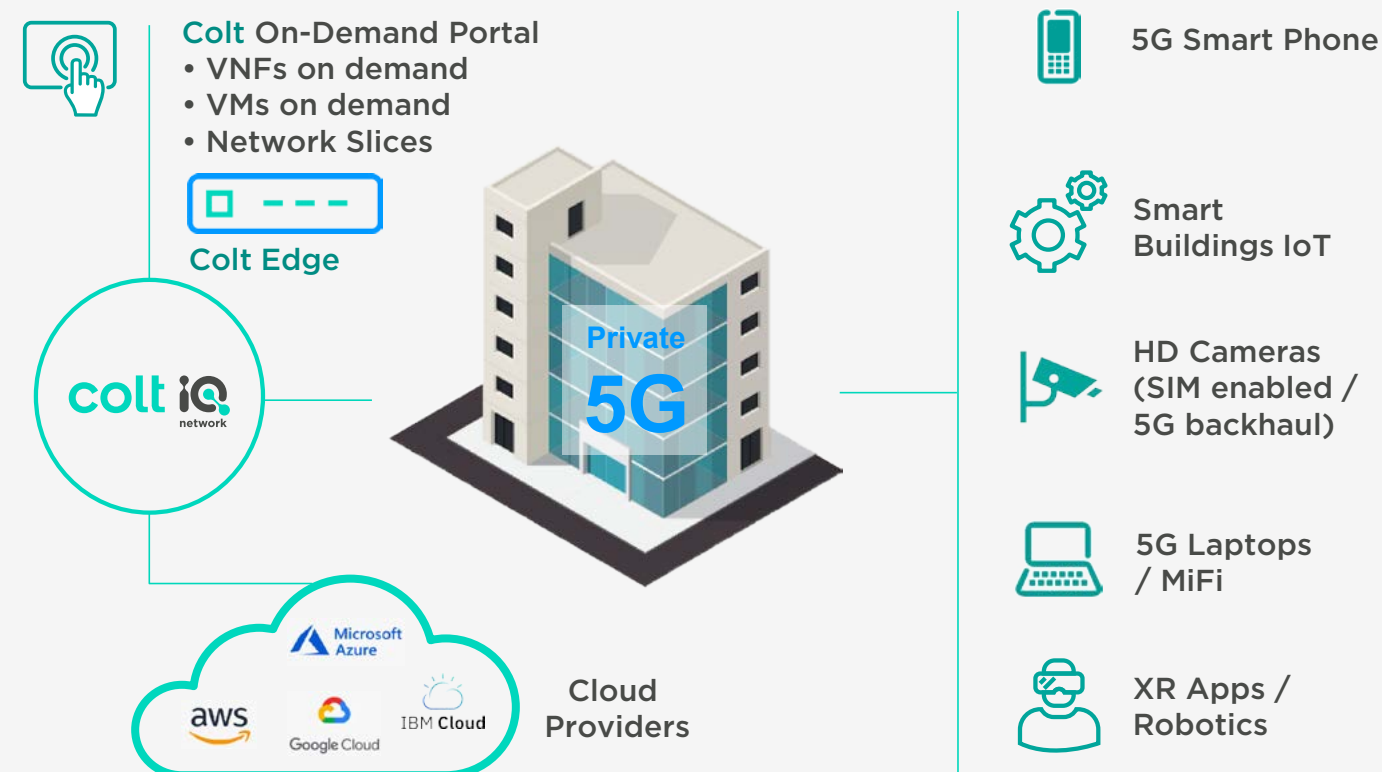 Colt On-Demand Portal
• VNFs on demand
• VMs on demand
• Network Slices
Colt Edge
colt iQ
network
Private
5G
Microsoft
Azure
aws
Google Cloud
IBM Cloud
Cloud
Providers
5G Smart Phone
Smart
Buildings IoT
HD Cameras
(SIM enabled /
5G backhaul)
5G Laptops
/ MiFi
XR Apps /
Robotics